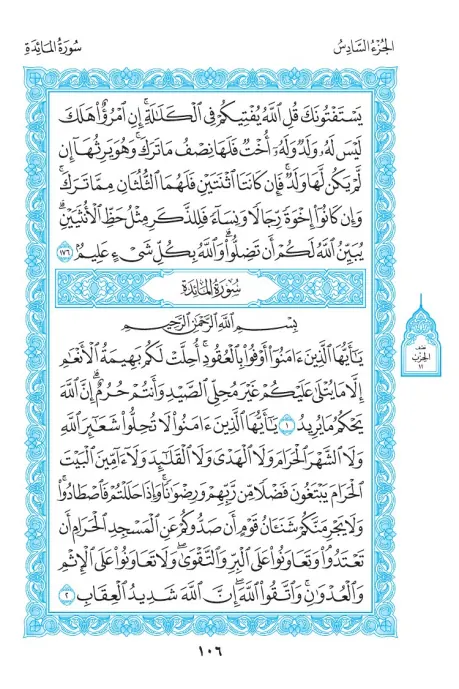 الجُزْءُ السَّادِسُ
سُورَةُ المَائِدَةِ
يَسْتَفْتُونَكَ قُلِ ٱللَّهُ يُفْتِيكُمْ فِى ٱلْكَلَٰلَةِ ۚ إِنِ ٱمْرُؤٌا۟ هَلَكَ
لَيْسَ لَهُۥ وَلَدٌ وَلَهُۥٓ أُخْتٌ فَلَهَا نِصْفُ مَا تَرَكَ ۚ وَهُوَ يَرِثُهَآ إِن
لَّمْ يَكُن لَّهَا وَلَدٌ ۚ فَإِن كَانَتَا ٱثْنَتَيْنِ فَلَهُمَا ٱلثُّلُثَانِ مِمَّا تَرَكَ ۚ
وَإِن كَانُوٓا۟ إِخْوَةً رِّجَالًا وَنِسَآءً فَلِلذَّكَرِ مِثْلُ حَظِّ ٱلْأُنثَيَيْنِ ۗ
يُبَيِّنُ ٱللَّهُ لَكُمْ أَن تَضِلُّوا۟ ۗ وَٱللَّهُ بِكُلِّ شَىْءٍ عَلِيمٌۢ ١٧٦
سُورَةُ المَائِدَةِ
بِسْمِ ٱللَّهِ ٱلرَّحْمَٰنِ ٱلرَّحِيمِ
يَٰٓأَيُّهَا ٱلَّذِينَ ءَامَنُوٓا۟ أَوْفُوا۟ بِٱلْعُقُودِ ۚ أُحِلَّتْ لَكُم بَهِيمَةُ ٱلْأَنْعَٰمِ
إِلَّا مَا يُتْلَىٰ عَلَيْكُمْ غَيْرَ مُحِلِّى ٱلصَّيْدِ وَأَنتُمْ حُرُمٌ ۗ إِنَّ ٱللَّهَ
يَحْكُمُ مَا يُرِيدُ ١ يَٰٓأَيُّهَا ٱلَّذِينَ ءَامَنُوا۟ لَا تُحِلُّوا۟ شَعَٰٓئِرَ ٱللَّهِ
وَلَا ٱلشَّهْرَ ٱلْحَرَامَ وَلَا ٱلْهَدْىَ وَلَا ٱلْقَلَٰٓئِدَ وَلَآ ءَآمِّينَ ٱلْبَيْتَ
ٱلْحَرَامَ يَبْتَغُونَ فَضْلًا مِّن رَّبِّهِمْ وَرِضْوَٰنًا ۚ وَإِذَا حَلَلْتُمْ فَٱصْطَادُوا۟ ۚ
وَلَا يَجْرِمَنَّكُمْ شَنَـَٔانُ قَوْمٍ أَن صَدُّوكُمْ عَنِ ٱلْمَسْجِدِ ٱلْحَرَامِ أَن
تَعْتَدُوا۟ ۘ وَتَعَاوَنُوا۟ عَلَى ٱلْبِرِّ وَٱلتَّقْوَىٰ ۖ وَلَا تَعَاوَنُوا۟ عَلَى ٱلْإِثْمِ
وَٱلْعُدْوَٰنِ ۚ وَٱتَّقُوا۟ ٱللَّهَ ۖ إِنَّ ٱللَّهَ شَدِيدُ ٱلْعِقَابِ ٢
نصف
الحزب
١١
١٠٦